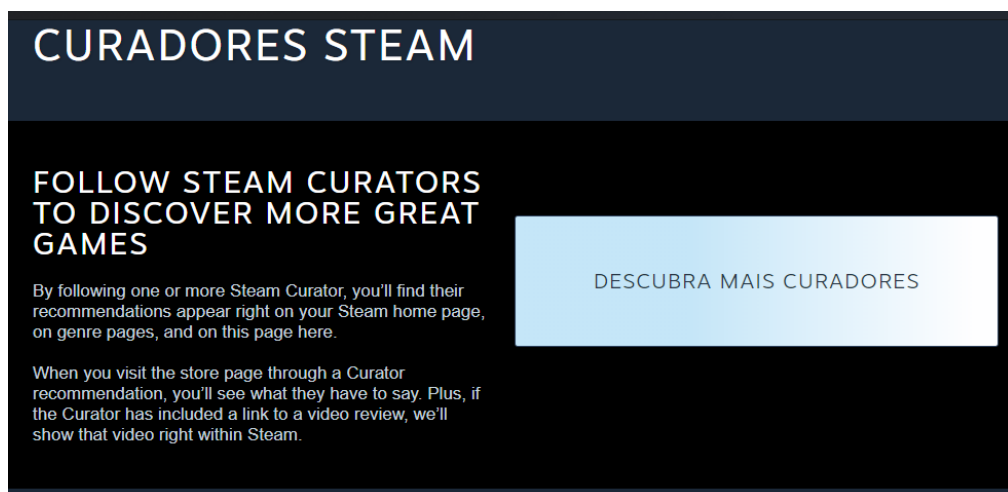 CURADORES STEAM
FOLLOW STEAM CURATORS
TO DISCOVER MORE GREAT
GAMES
By following one or more Steam Curator, you'll find their
recommendations appear right on your Steam home page,
on genre pages, and on this page here.
When you visit the store page through a Curator
recommendation, you'll see what they have to say. Plus, if
the Curator has included a link to a video review, we'll
show that video right within Steam.
DESCUBRA MAIS CURADORES